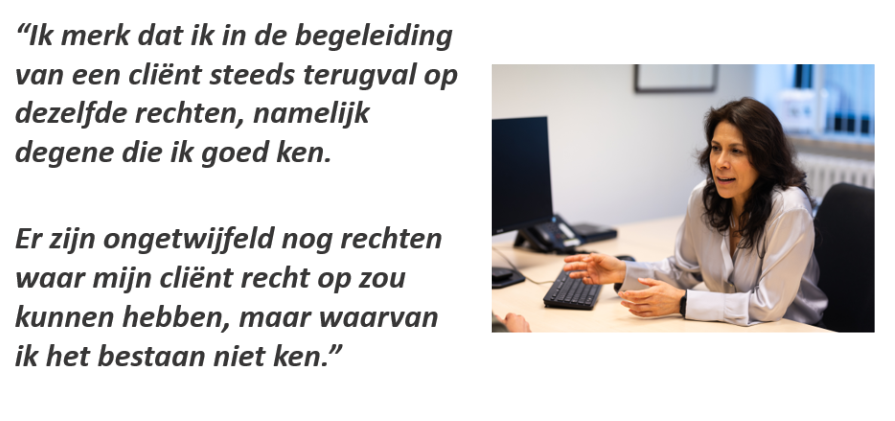 “Ik merk dat ik in de begeleiding
van een cliënt steeds terugval op
dezelfde rechten, namelijk
degene die ik goed ken.
Er zijn ongetwijfeld nog rechten
waar mijn cliënt recht op zou
kunnen hebben, maar waarvan
ik het bestaan niet ken.”